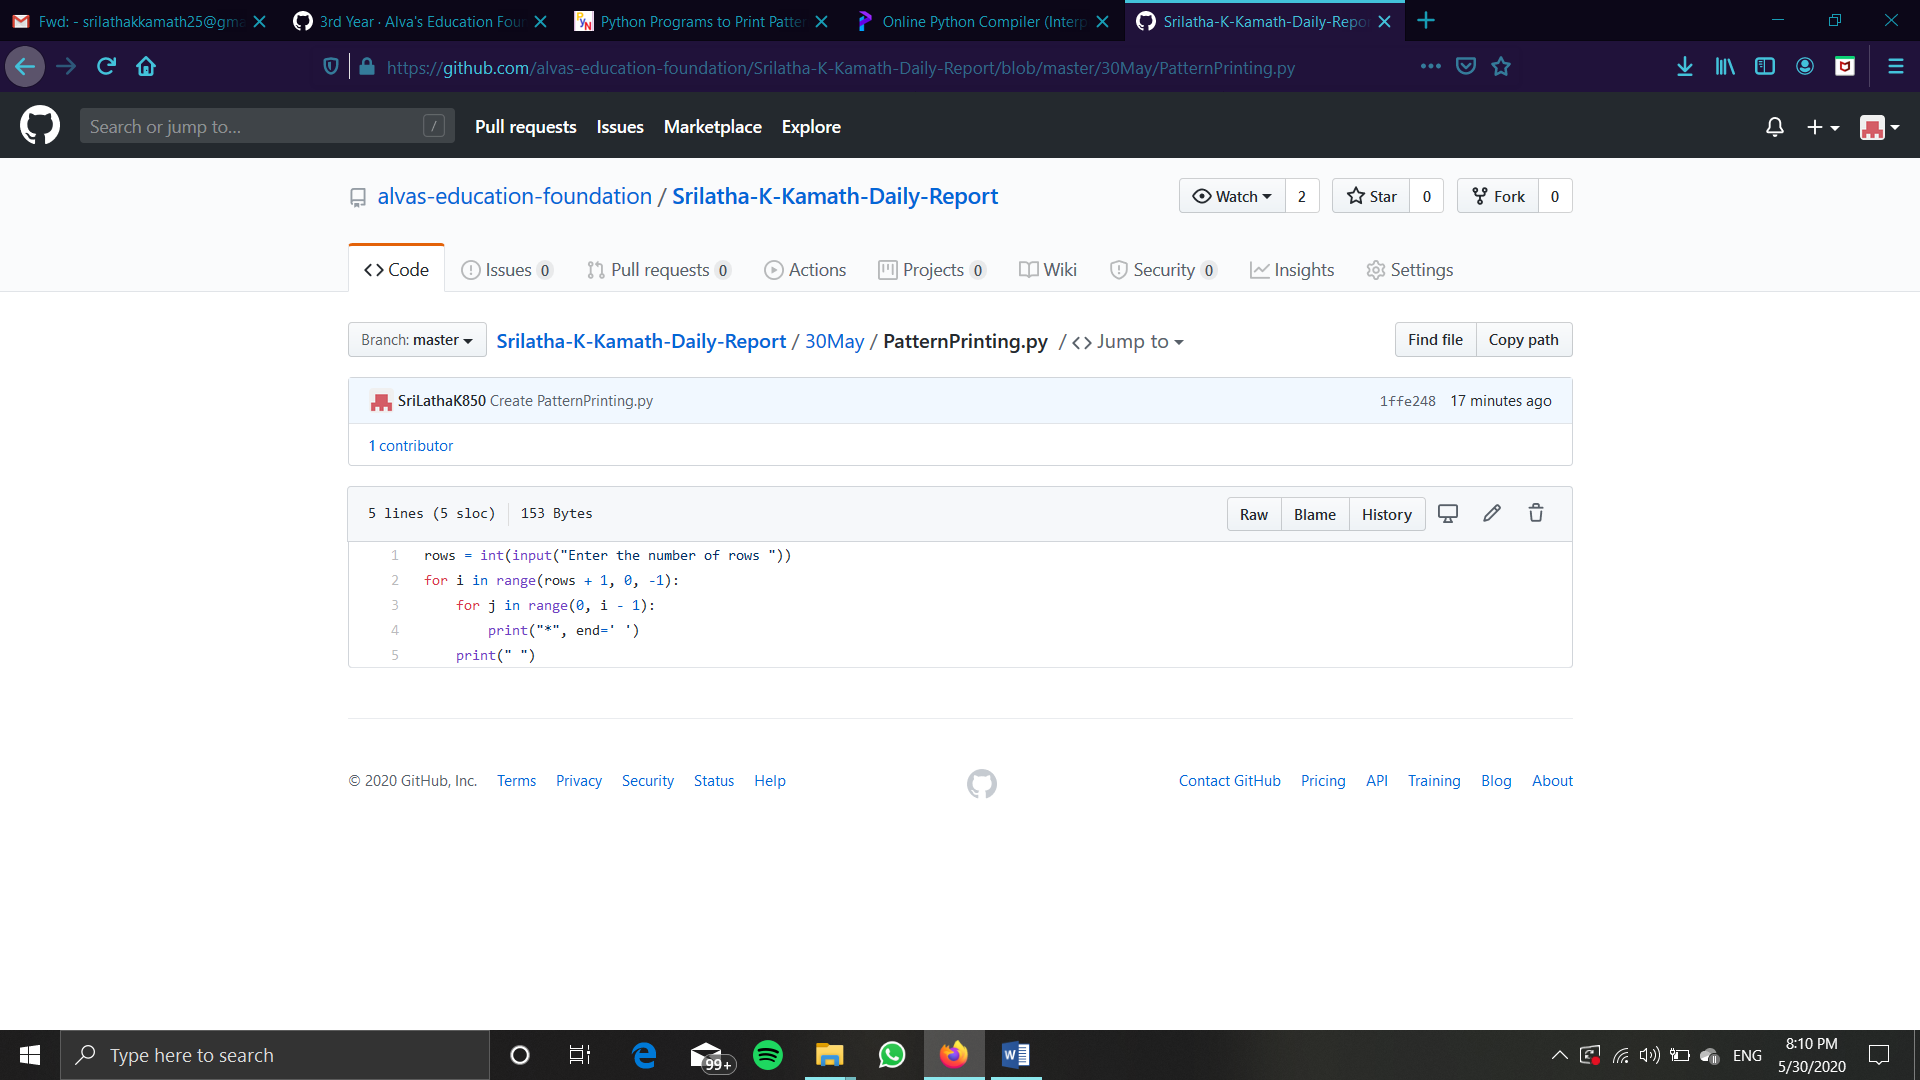 Fwd: - srilathakkamath25@gma
3rd Year · Alva's Education Foun
Python Programs to Print Patter
Online Python Compiler (Interp
Srilatha-K-Kamath-Daily-Repor
https://github.com/alvas-education-foundation/Srilatha-K-Kamath-Daily-Report/blob/master/30May/PatternPrinting.py
Search or jump to... /
Pull requests Issues Marketplace Explore
alvas-education-foundation / Srilatha-K-Kamath-Daily-Report
Watch 2 Star 0 Fork 0
Code Issues 0 Pull requests 0 Actions Projects 0 Wiki Security 0 Insights Settings
Branch: master Srilatha-K-Kamath-Daily-Report / 30May / PatternPrinting.py / <> Jump to
Find file Copy path
SriLathaK850 Create PatternPrinting.py
1ffe248 17 minutes ago
1 contributor
5 lines (5 sloc) 153 Bytes
Raw Blame History
1 rows = int(input("Enter the number of rows "))
2 for i in range(rows + 1, 0, -1):
3     for j in range(0, i - 1):
4         print("*", end=' ')
5     print(" ")
© 2020 GitHub, Inc. Terms Privacy Security Status Help
Contact GitHub Pricing API Training Blog About
Type here to search
99+
ENG
8:10 PM
5/30/2020